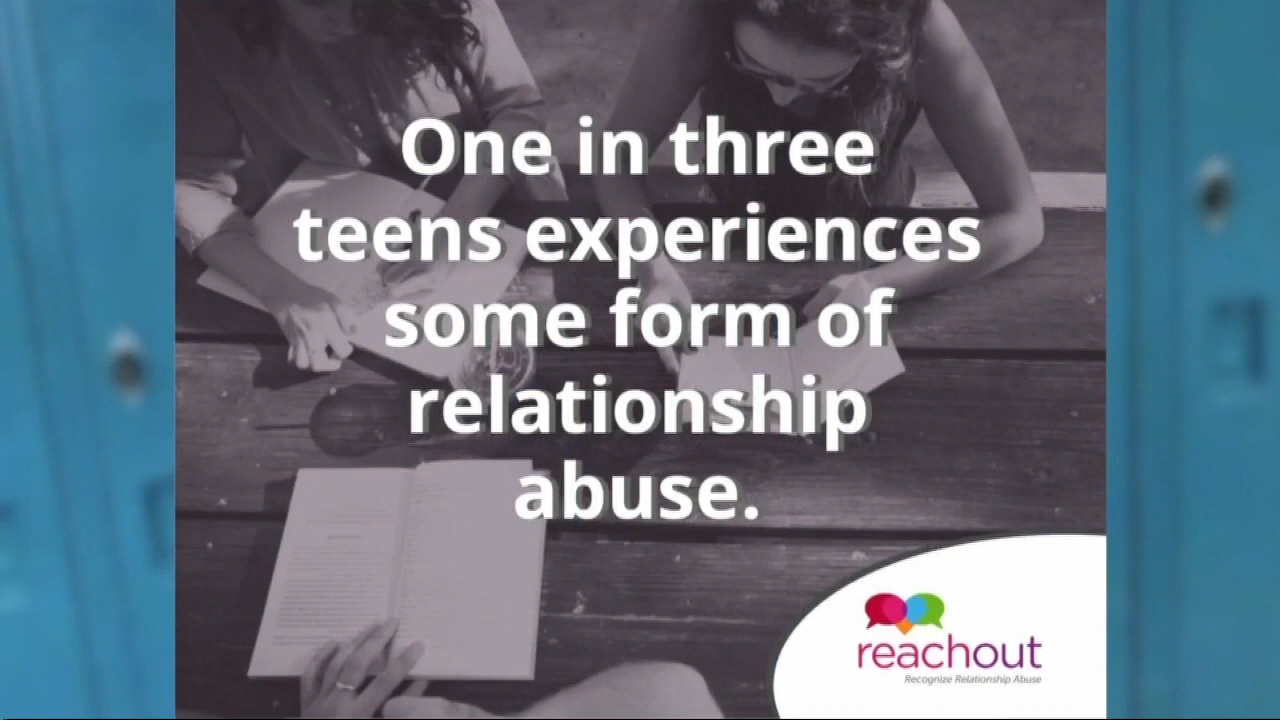 One in three
teens experiences
some form of
relationship
abuse.
reachout
Recognize Relationship Abuse